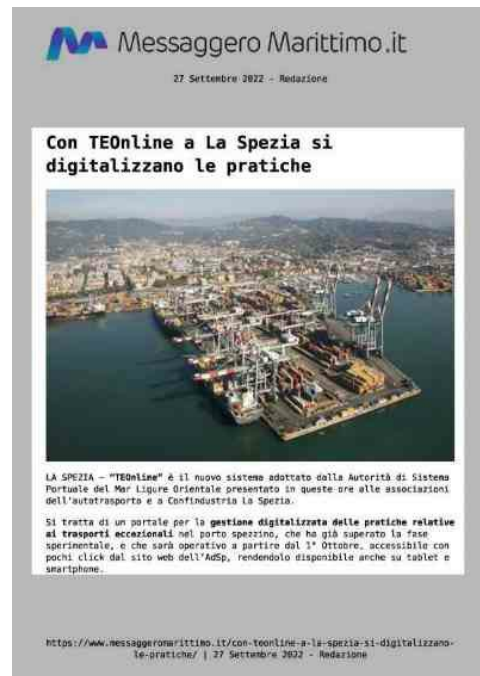 Messaggero Marittimo.it
27 Settembre 2022 - Redazione
Con TEOnline a La Spezia si
digitalizzano le pratiche
LA SPEZIA – "TEOnline" è il nuovo sistema adottato dalla Autorità di Sistema
Portuale del Mar Ligure Orientale presentato in queste ore alle associazioni
dell'autotrasporto e a Confindustria La Spezia.
Si tratta di un portale per la gestione digitalizzata delle pratiche relative
ai trasporti eccezionali nel porto spezzino, che ha già superato la fase
sperimentale, e che sarà operativo a partire dal 1° Ottobre, accessibile con
pochi click dal sito web dell'AdSp, rendendolo disponibile anche su tablet e
smartphone.
https://www.messaggeromarittimo.it/con-teonline-a-la-spezia-si-digitalizzano-
le-pratiche/ | 27 Settembre 2022 - Redazione